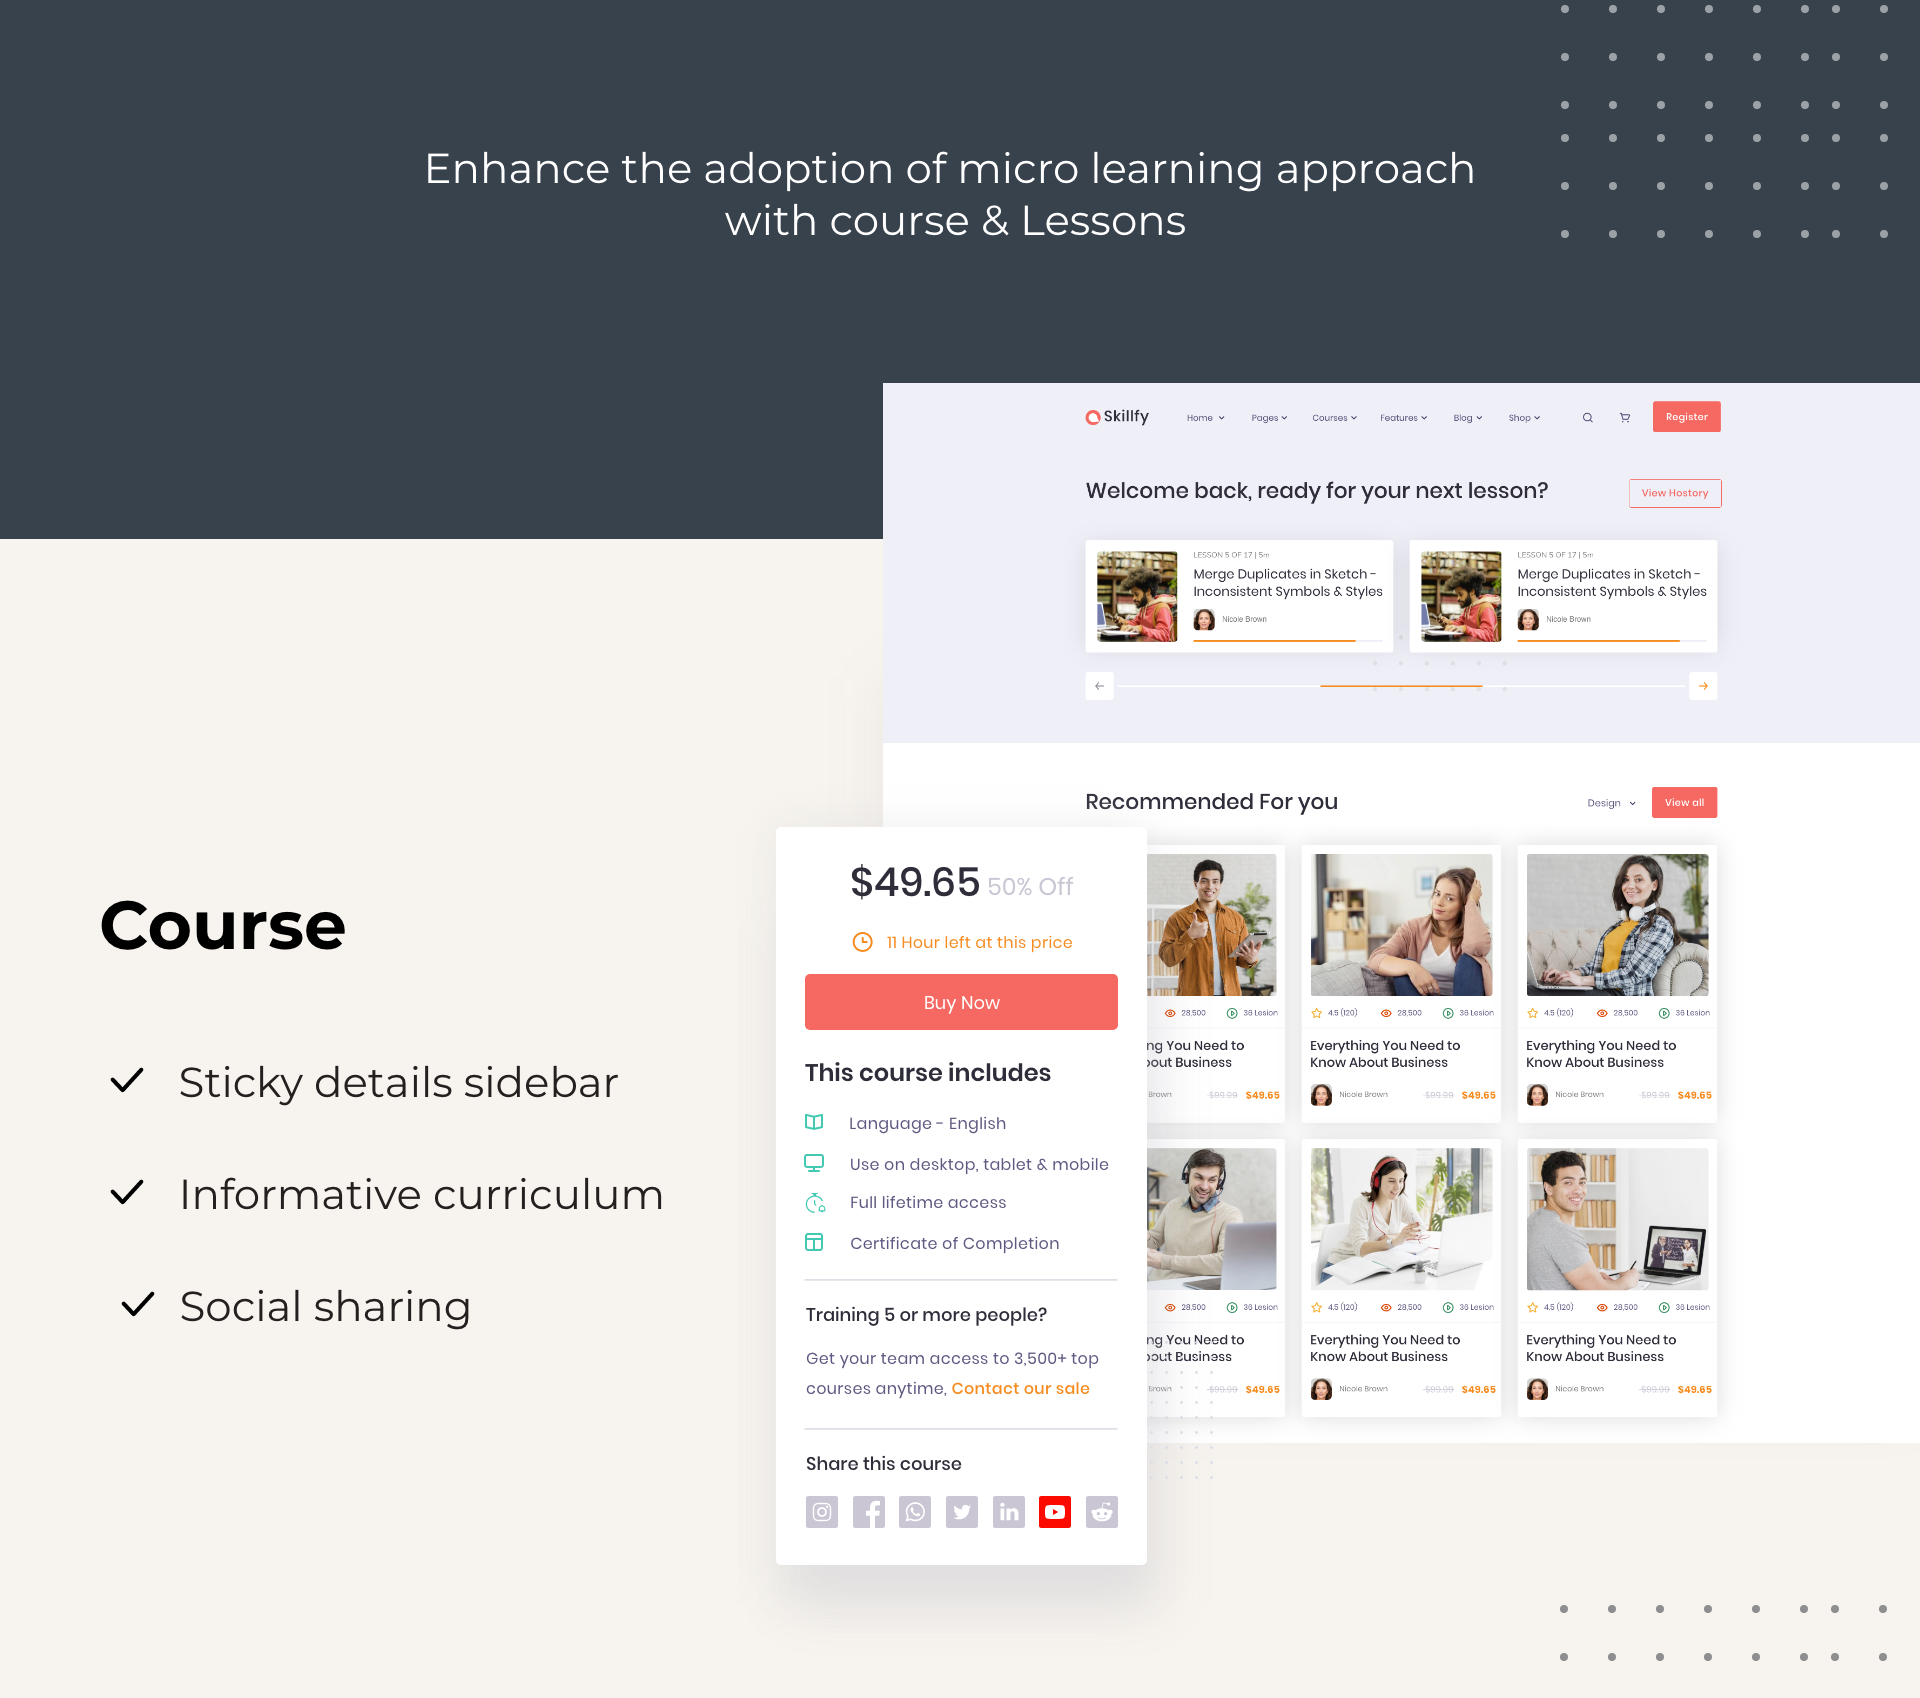 Enhance the adoption of micro learning approach
with course & Lessons
Skillfy
Home
Pages
Courses
Features
Blog
Shop
Register
Welcome back, ready for your next lesson?
View Hostory
LESSON 5 OF 17 | 5m
Merge Duplicates in Sketch -
Inconsistent Symbols & Styles
Nicole Brown
LESSON 5 OF 17 | 5m
Merge Duplicates in Sketch -
Inconsistent Symbols & Styles
Nicole Brown
Recommended For you
Design
View all
Course
Sticky details sidebar
Informative curriculum
Social sharing
$49.65 50% Off
11 Hour left at this price
Buy Now
This course includes
Language - English
Use on desktop, tablet & mobile
Full lifetime access
Certificate of Completion
Training 5 or more people?
Get your team access to 3,500+ top
courses anytime, Contact our sale
Share this course
28,500 36 Lesion
ng You Need to
out Business
Brown $99.99 $49.65
4.5 (120) 28,500 36 Lesion
Everything You Need to
Know About Business
Nicole Brown $99.99 $49.65
4.5 (120) 28,500 36 Lesion
Everything You Need to
Know About Business
Nicole Brown $99.99 $49.65
28,500 36 Lesion
ng You Need to
out Business
Brown $99.99 $49.65
4.5 (120) 28,500 36 Lesion
Everything You Need to
Know About Business
Nicole Brown $99.99 $49.65
4.5 (120) 28,500 36 Lesion
Everything You Need to
Know About Business
Nicole Brown $99.99 $49.65